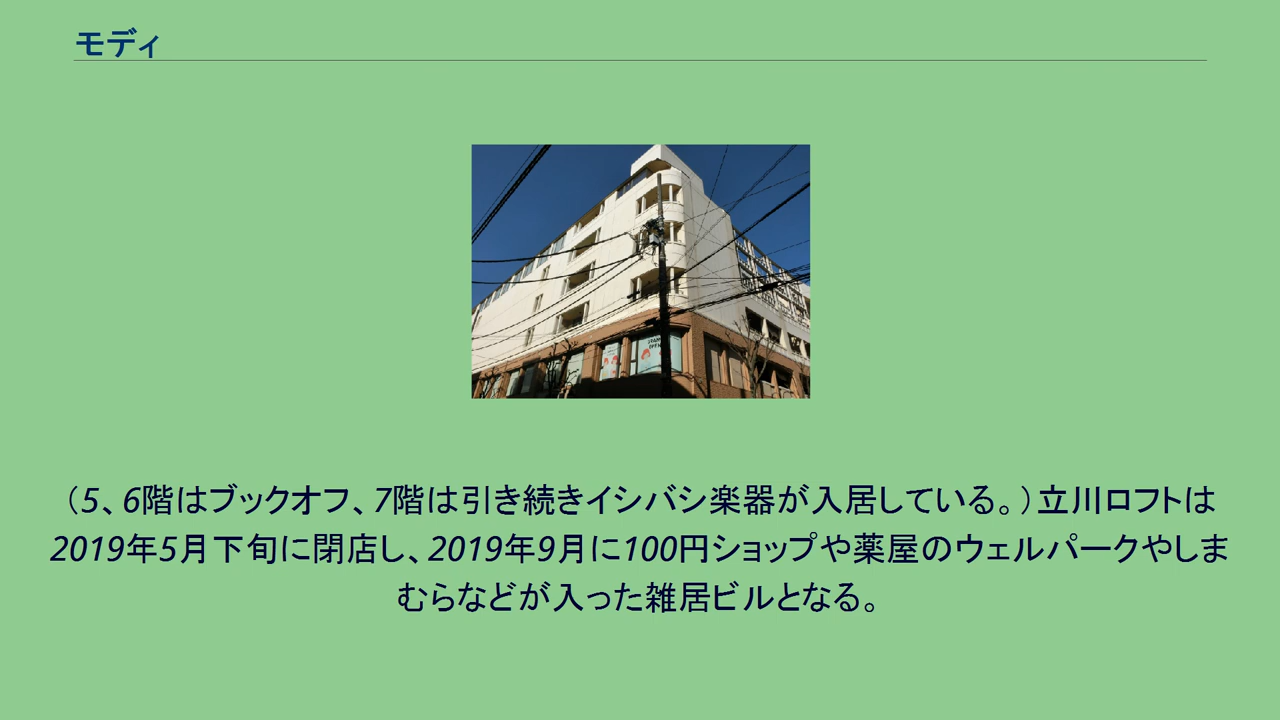 モディ
（5、6階はブックオフ、7階は引き続きイシバシ楽器が入居している。）立川ロフトは
2019年5月下旬に閉店し、2019年9月に100円ショップや薬屋のウェルパークやしま
むらなどが入った雑居ビルとなる。